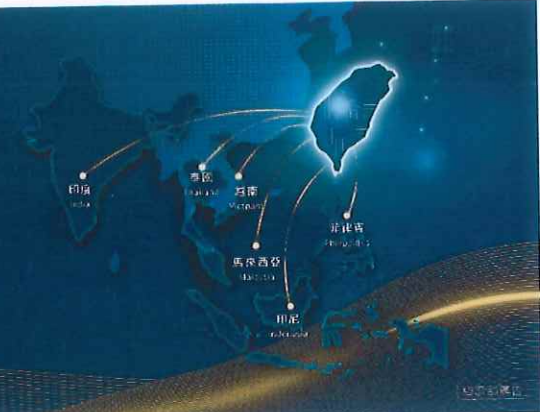 印度
India
泰國
Thailand
越南
Vietnam
菲律賓
Philippines
馬來西亞
Malaysia
印尼
Indonesia